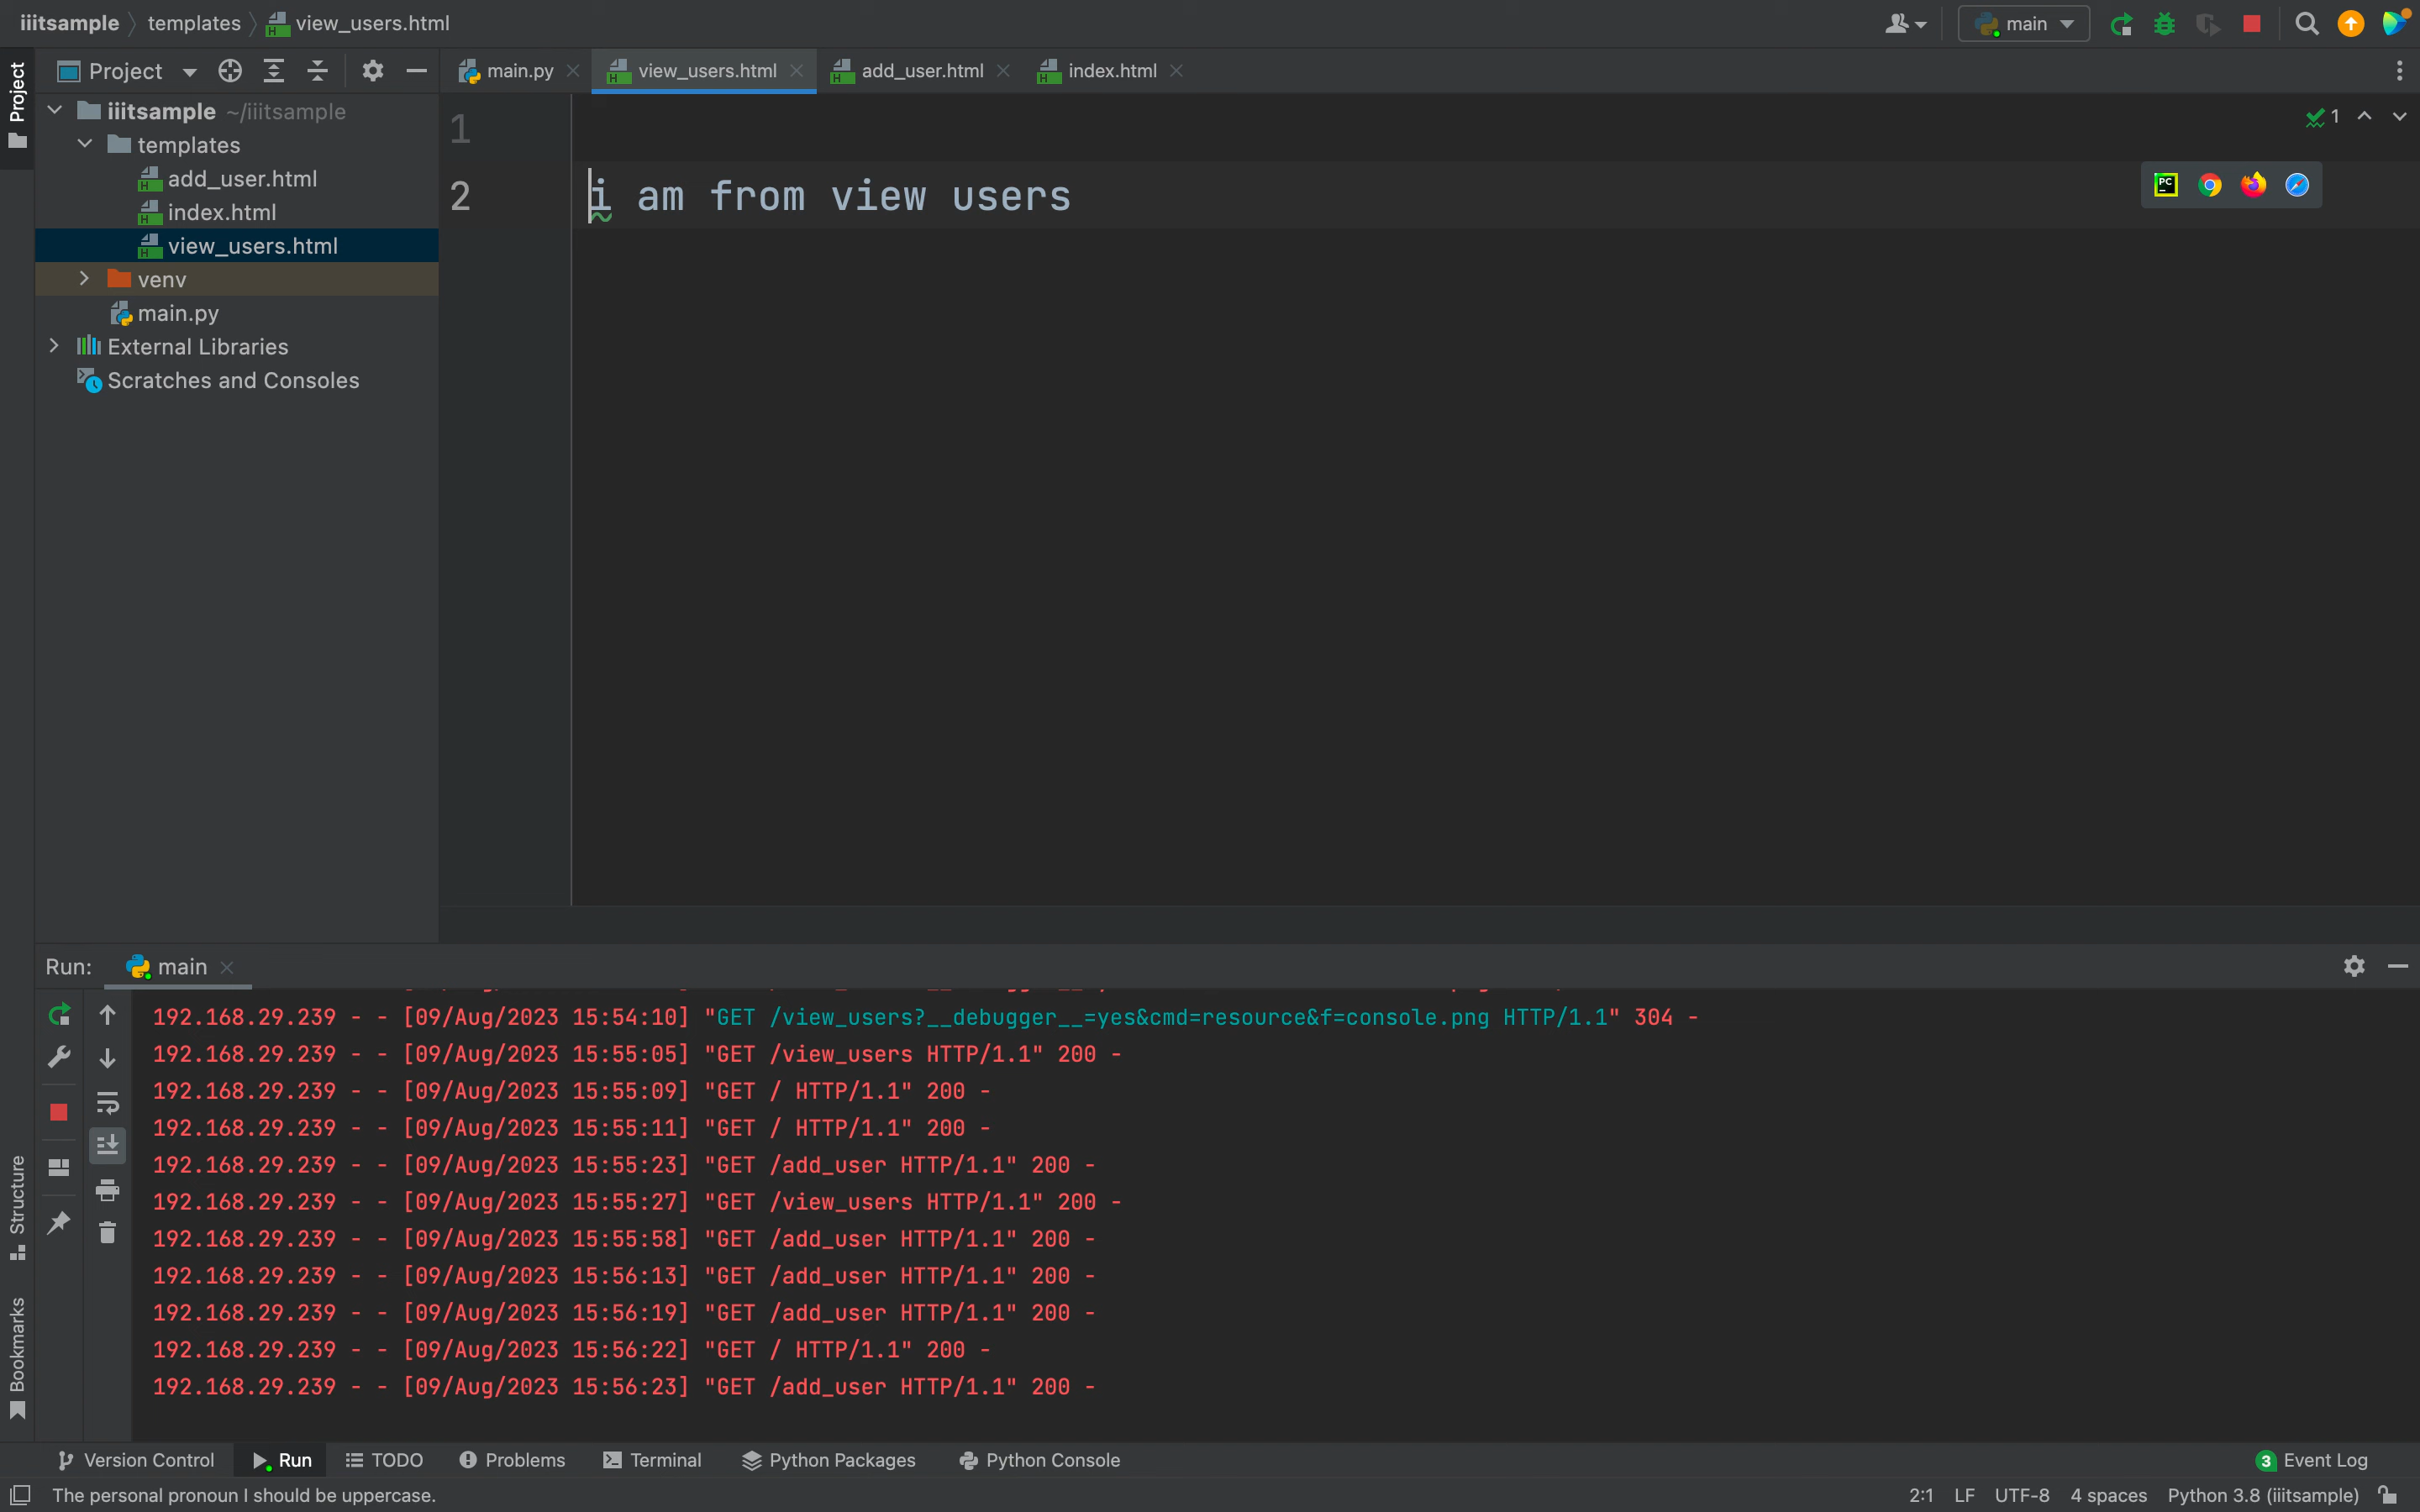 iiitsample templates view_users.html main
Project Project main.py view_users.html add_user.html index.html
iiitsample ~/iiitsample
templates
add_user.html
index.html
view_users.html
venv
main.py
External Libraries
Scratches and Consoles
1
2 i am from view users
1
Run: main
192.168.29.239 - - [09/Aug/2023 15:54:10] "GET /view_users?__debugger__=yes&cmd=resource&f=console.png HTTP/1.1" 304 -
192.168.29.239 - - [09/Aug/2023 15:55:05] "GET /view_users HTTP/1.1" 200 -
192.168.29.239 - - [09/Aug/2023 15:55:09] "GET / HTTP/1.1" 200 -
192.168.29.239 - - [09/Aug/2023 15:55:11] "GET / HTTP/1.1" 200 -
192.168.29.239 - - [09/Aug/2023 15:55:23] "GET /add_user HTTP/1.1" 200 -
192.168.29.239 - - [09/Aug/2023 15:55:27] "GET /view_users HTTP/1.1" 200 -
192.168.29.239 - - [09/Aug/2023 15:55:58] "GET /add_user HTTP/1.1" 200 -
192.168.29.239 - - [09/Aug/2023 15:56:13] "GET /add_user HTTP/1.1" 200 -
192.168.29.239 - - [09/Aug/2023 15:56:19] "GET /add_user HTTP/1.1" 200 -
192.168.29.239 - - [09/Aug/2023 15:56:22] "GET / HTTP/1.1" 200 -
192.168.29.239 - - [09/Aug/2023 15:56:23] "GET /add_user HTTP/1.1" 200 -
Structure
Bookmarks
Version Control Run TODO Problems Terminal Python Packages Python Console 3 Event Log
The personal pronoun I should be uppercase. 2:1 LF UTF-8 4 spaces Python 3.8 (iiitsample)